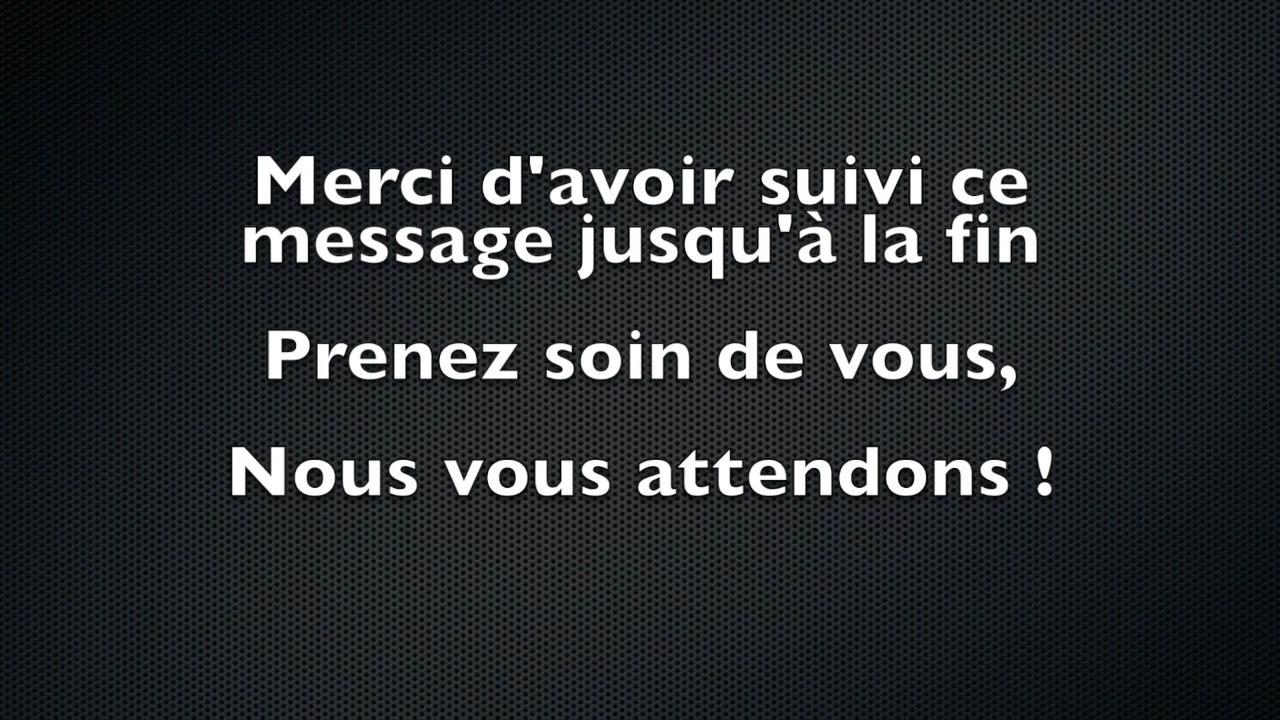 Merci d'avoir suivi ce
message jusqu'à la fin
Prenez soin de vous,
Nous vous attendons !